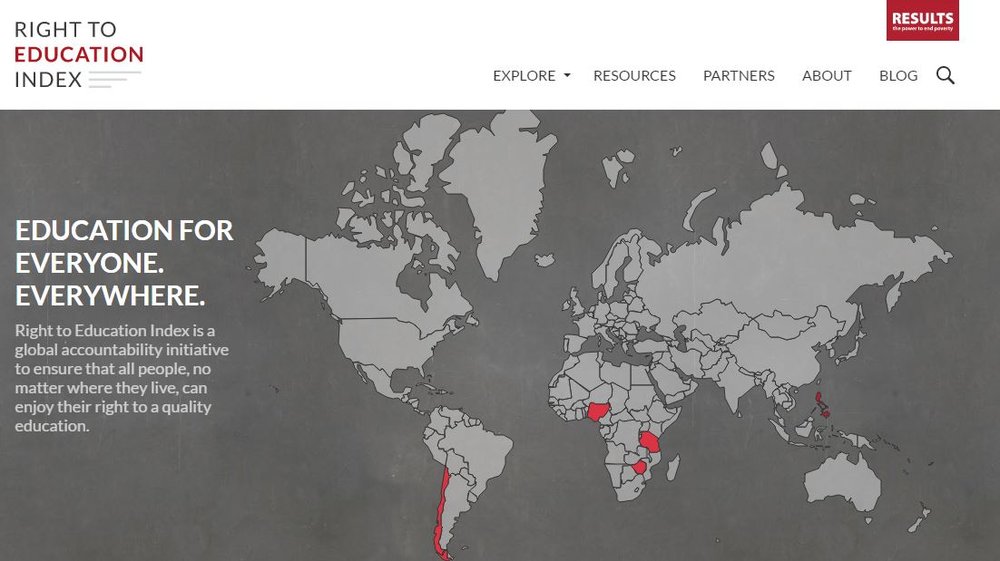 RIGHT TO
EDUCATION
INDEX
RESULTS
the power to end poverty
EXPLORE
RESOURCES
PARTNERS
ABOUT
BLOG
EDUCATION FOR
EVERYONE.
EVERYWHERE.
Right to Education Index is a
global accountability initiative
to ensure that all people, no
matter where they live, can
enjoy their right to a quality
education.